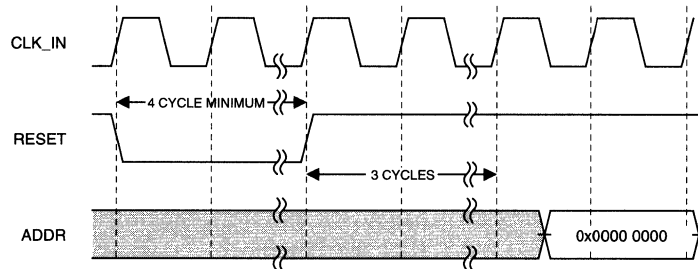 CLK_IN
4 CYCLE MINIMUM
RESET
3 CYCLES
ADDR
0x0000 0000